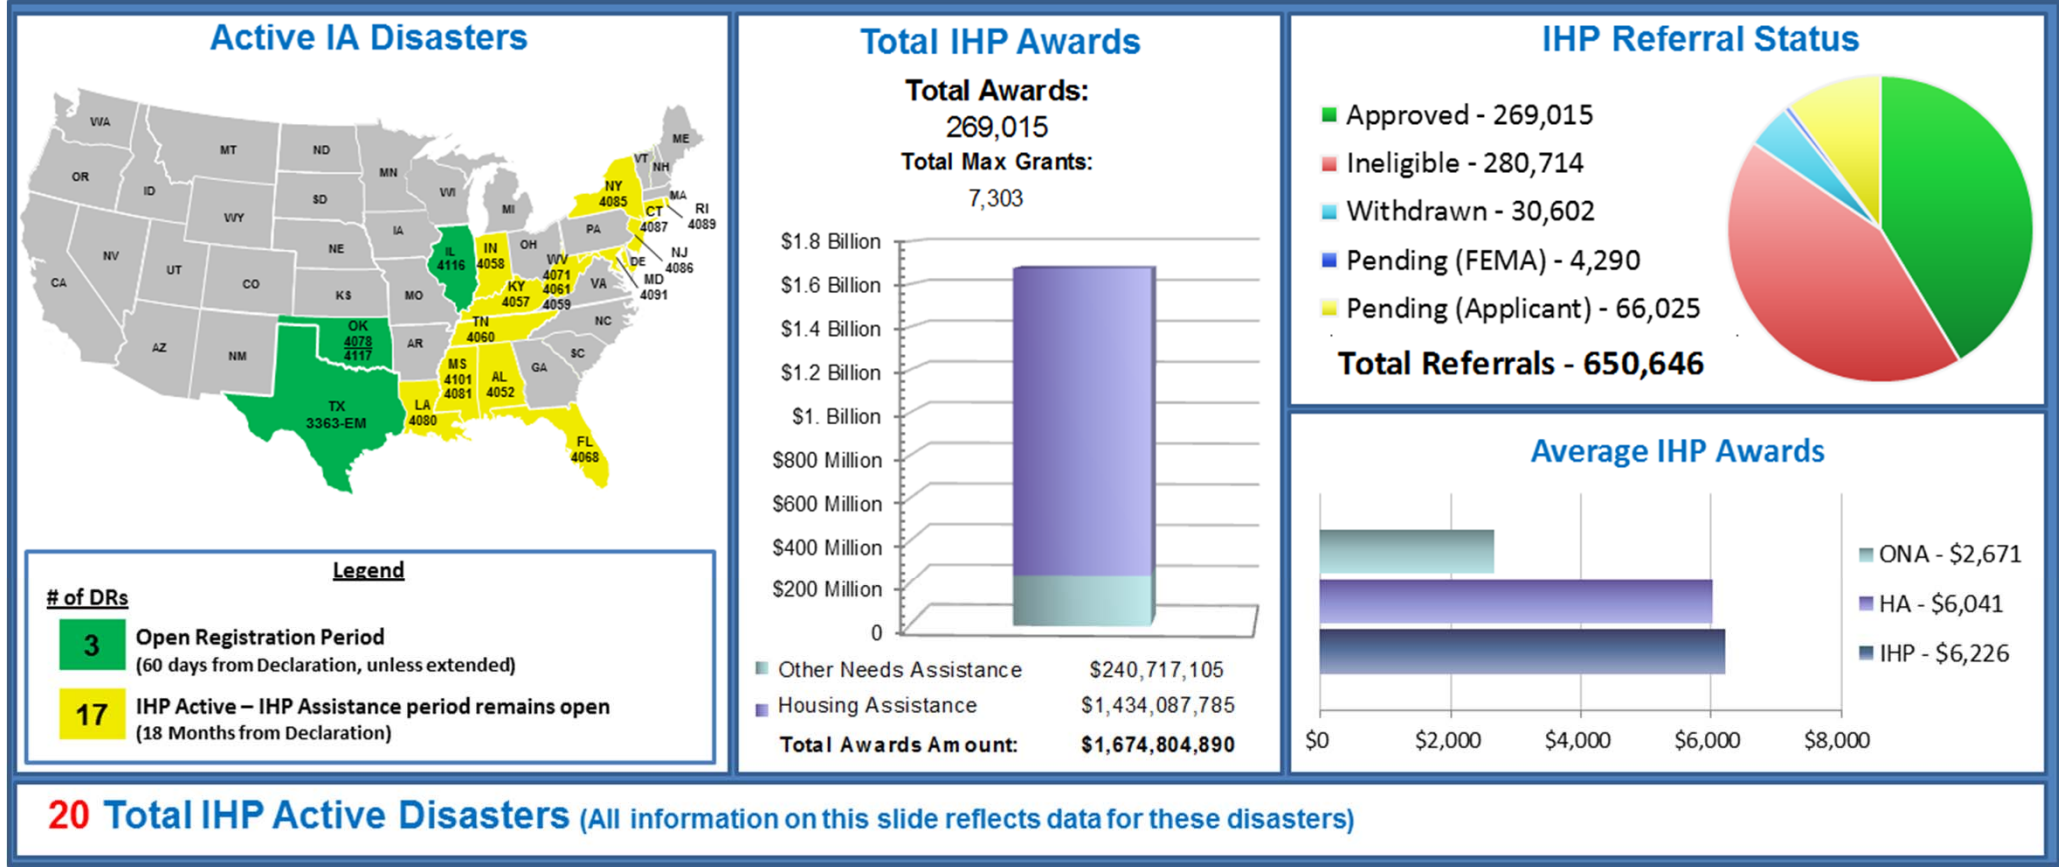 Active IA Disasters
WA
MT
ND
MN
ME
VT
NH
OR
ID
SD
WI
NY
4085
MA
WY
MI
CT
4087
RI
4089
IA
PA
NE
OH
NV
IL
4116
IN
4058
NJ
4086
UT
WV
4071
4061
4059
DE
MD
4091
CA
CO
KS
MO
KY
4057
VA
NC
TN
4060
OK
4078
4117
AZ
NM
AR
SC
MS
4101
4081
AL
4052
GA
TX
3363-EM
LA
4080
FL
4068
Legend
# of DRs
3
Open Registration Period
(60 days from Declaration, unless extended)
17
IHP Active – IHP Assistance period remains open
(18 Months from Declaration)
Total IHP Awards
Total Awards:
269,015
Total Max Grants:
7,303
$1.8 Billion
$1.6 Billion
$1.4 Billion
$1.2 Billion
$1. Billion
$800 Million
$600 Million
$400 Million
$200 Million
0
Other Needs Assistance $240,717,105
Housing Assistance $1,434,087,785
Total Awards Amount: $1,674,804,890
IHP Referral Status
Approved - 269,015
Ineligible - 280,714
Withdrawn - 30,602
Pending (FEMA) - 4,290
Pending (Applicant) - 66,025
Total Referrals - 650,646
Average IHP Awards
ONA - $2,671
HA - $6,041
IHP - $6,226
$0 $2,000 $4,000 $6,000 $8,000
20 Total IHP Active Disasters (All information on this slide reflects data for these disasters)